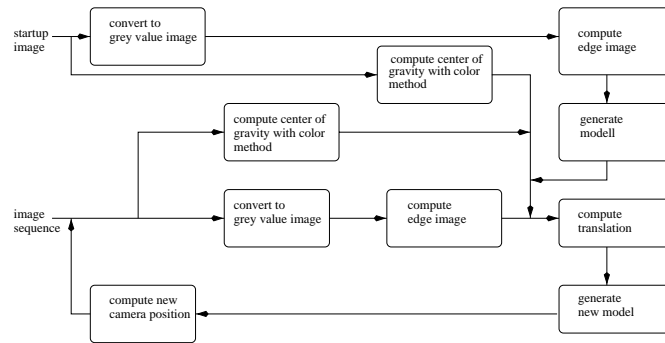 startup
image
convert to
grey value image
compute
edge image
compute center of
gravity with color
method
compute center of
gravity with color
method
generate
modell
image
sequence
convert to
grey value image
compute
edge image
compute
translation
compute new
camera position
generate
new model